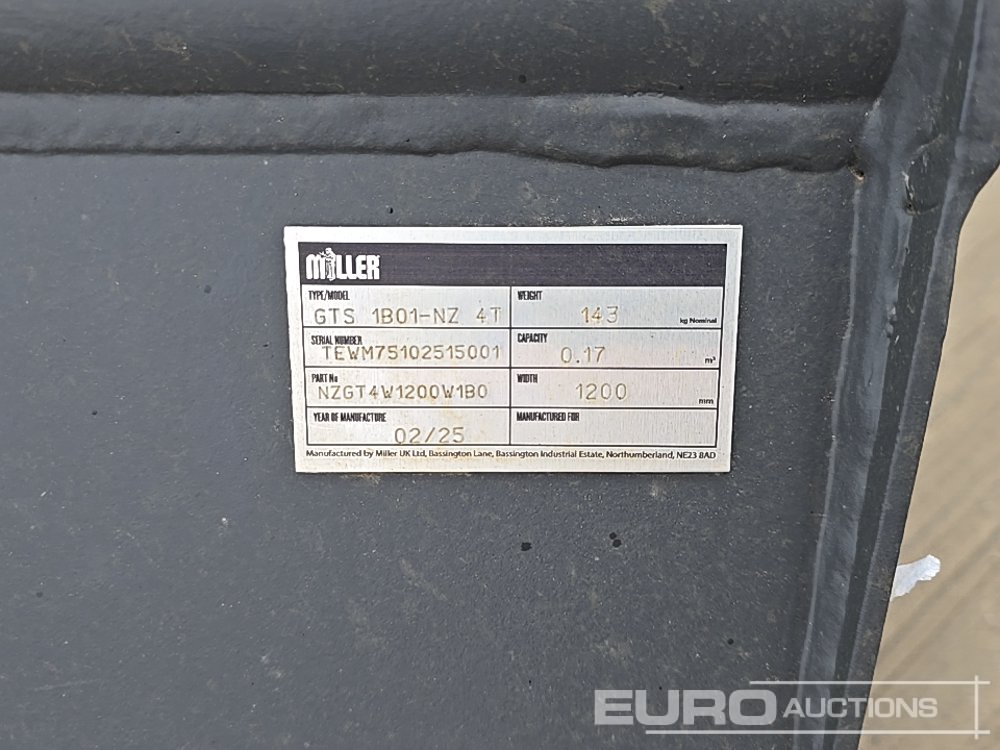 MILLER
TYPE/MODEL
GTS 1B01-NZ 4T
WEIGHT
143
kg Nominal
SERIAL NUMBER
TEWM75102515001
CAPACITY
0.17
m³
PART No
NZGT4W1200W1B0
WIDTH
1200
mm
YEAR OF MANUFACTURE
02/25
MANUFACTURED FOR
Manufactured by Miller UK Ltd, Bassington Lane, Bassington Industrial Estate, Northumberland, NE23 8AD
EURO AUCTIONS